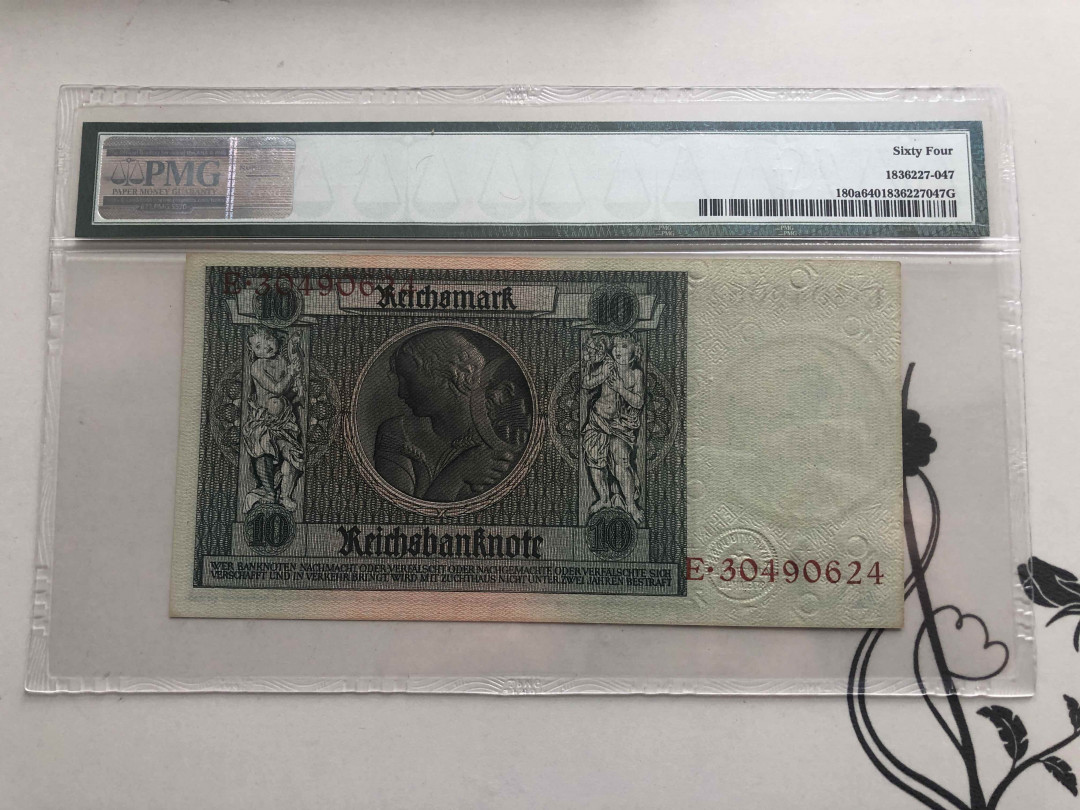 Sixty Four
PMG
PAPER MONEY GUARANTY
1836227-047
180a6401836227047G
E·30490624
10 Reichsmark 10
10 Reichsbanknote 10
WER BANKNOTEN NACHMACHT ODER VERFÄLSCHT ODER NACHGEMACHTE ODER VERFÄLSCHTE SICH
VERSCHAFFT UND IN VERKEHR BRINGT WIRD MIT ZUCHTHAUS NICHT UNTER ZWEI JAHREN BESTRAFT
E·30490624